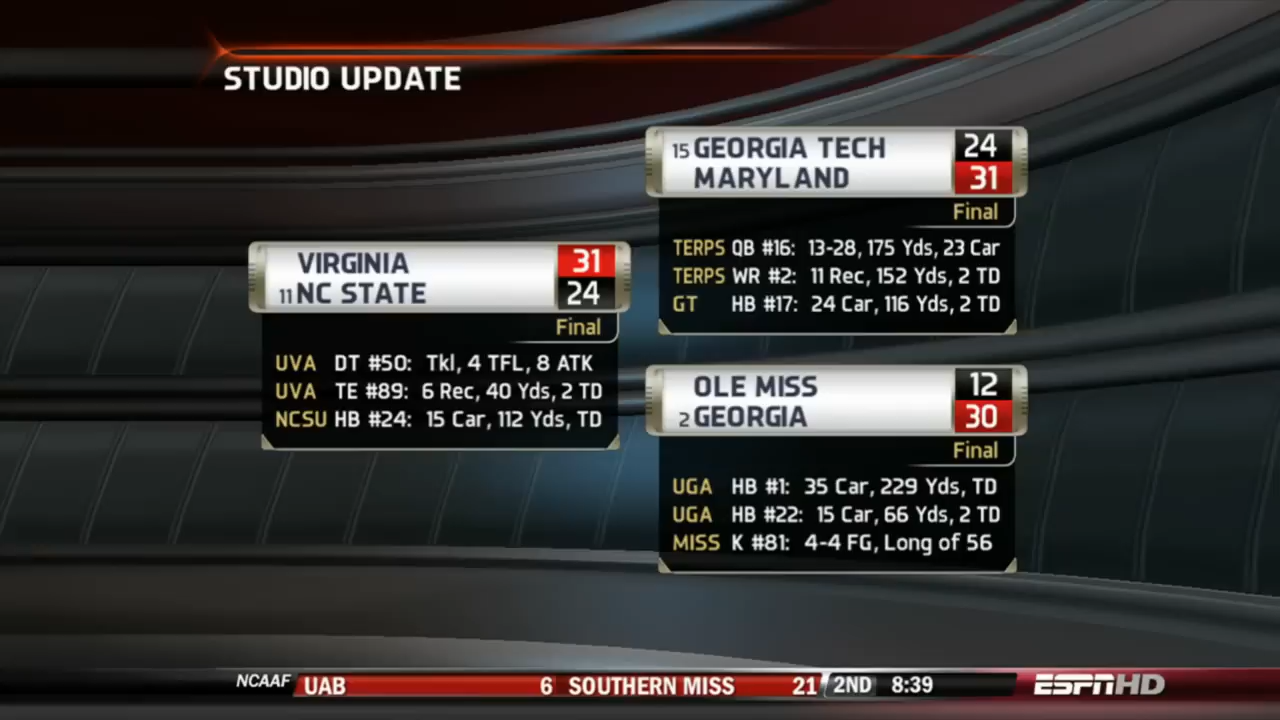 STUDIO UPDATE
VIRGINIA 31
11 NC STATE 24
Final
UVA DT #50: Tkl, 4 TFL, 8 ATK
UVA TE #89: 6 Rec, 40 Yds, 2 TD
NCSU HB #24: 15 Car, 112 Yds, TD
15 GEORGIA TECH 24
MARYLAND 31
Final
TERPS QB #16: 13-28, 175 Yds, 23 Car
TERPS WR #2: 11 Rec, 152 Yds, 2 TD
GT HB #17: 24 Car, 116 Yds, 2 TD
OLE MISS 12
2 GEORGIA 30
Final
UGA HB #1: 35 Car, 229 Yds, TD
UGA HB #22: 15 Car, 66 Yds, 2 TD
MISS K #81: 4-4 FG, Long of 56
NCAAF UAB 6 SOUTHERN MISS 21 2ND 8:39 ESPNHD